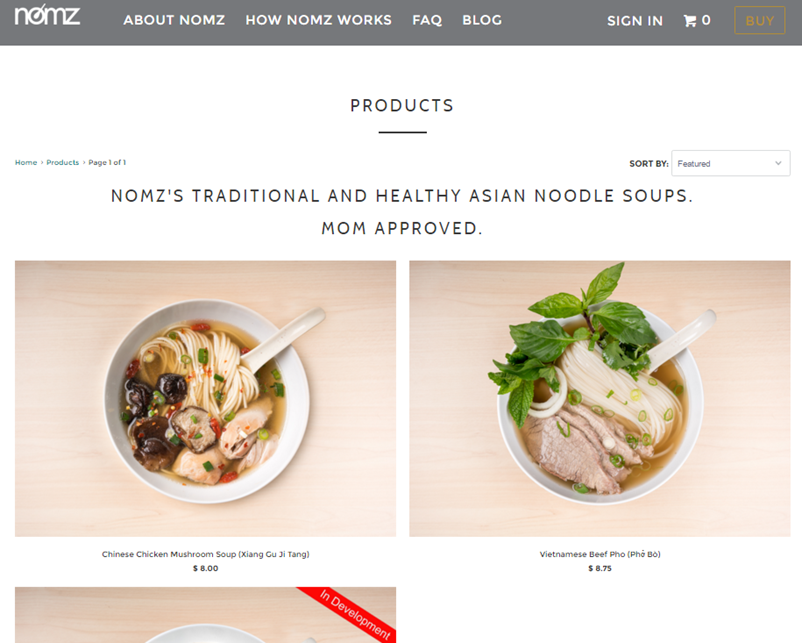 nomz
ABOUT NOMZ HOW NOMZ WORKS FAQ BLOG SIGN IN 0 BUY
PRODUCTS
Home › Products › Page 1 of 1
SORT BY: Featured
NOMZ'S TRADITIONAL AND HEALTHY ASIAN NOODLE SOUPS.
MOM APPROVED.
Chinese Chicken Mushroom Soup (Xiang Gu Ji Tang)
$ 8.00
Vietnamese Beef Pho (Phở Bò)
$ 8.75
In Development